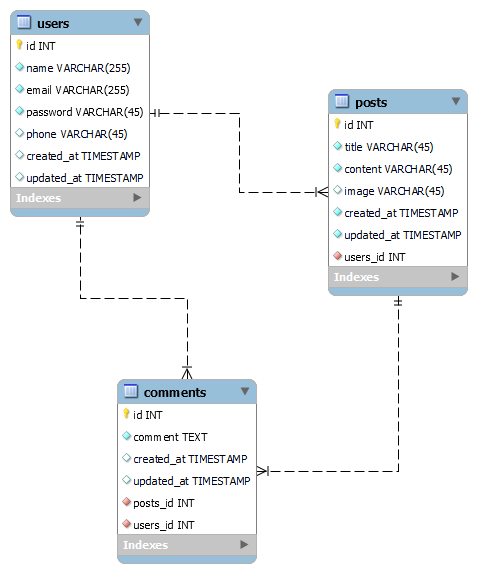 users
id INT
name VARCHAR(255)
email VARCHAR(255)
password VARCHAR(45)
phone VARCHAR(45)
created_at TIMESTAMP
updated_at TIMESTAMP
Indexes
posts
id INT
title VARCHAR(45)
content VARCHAR(45)
image VARCHAR(45)
created_at TIMESTAMP
updated_at TIMESTAMP
users_id INT
Indexes
comments
id INT
comment TEXT
created_at TIMESTAMP
updated_at TIMESTAMP
posts_id INT
users_id INT
Indexes